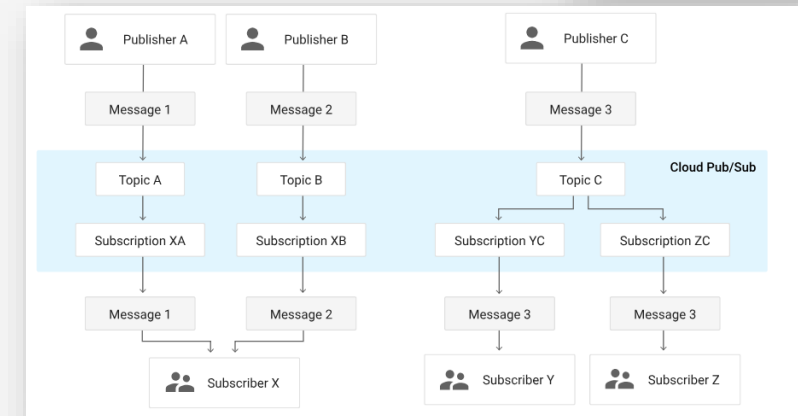 Publisher A
Publisher B
Publisher C
Message 1
Message 2
Message 3
Cloud Pub/Sub
Topic A
Topic B
Topic C
Subscription XA
Subscription XB
Subscription YC
Subscription ZC
Message 1
Message 2
Message 3
Message 3
Subscriber X
Subscriber Y
Subscriber Z